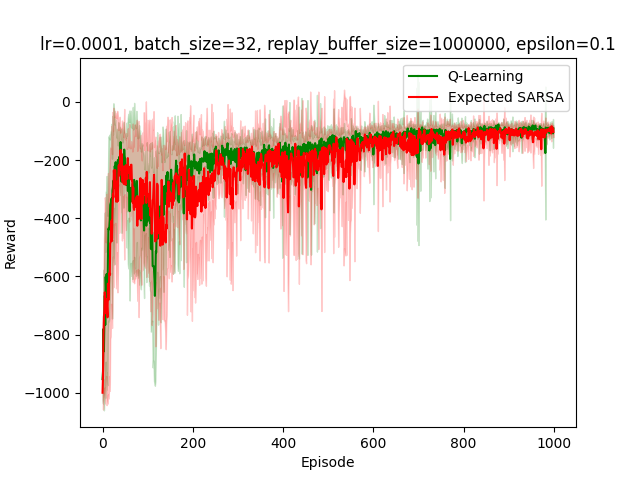 lr=0.0001, batch_size=32, replay_buffer_size=1000000, epsilon=0.1
Q-Learning
Expected SARSA
0
−200
−400
−600
−800
−1000
Reward
0 200 400 600 800 1000
Episode